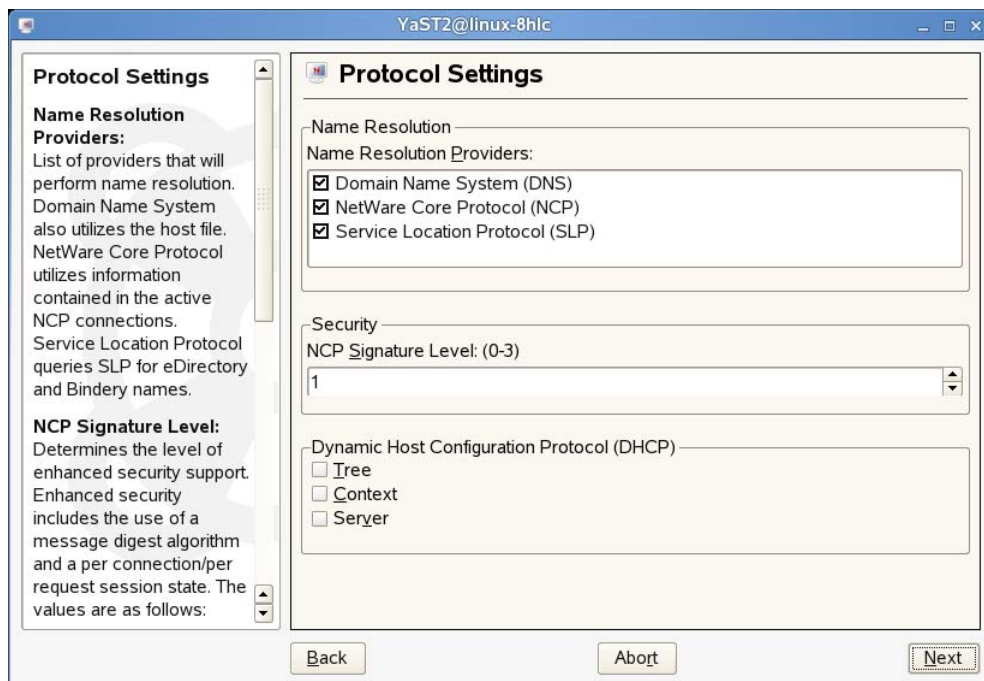 YaST2@linux-8hlc
Protocol Settings
Name Resolution
Providers:
List of providers that will
perform name resolution.
Domain Name System
also utilizes the host file.
NetWare Core Protocol
utilizes information
contained in the active
NCP connections.
Service Location Protocol
queries SLP for eDirectory
and Bindery names.
NCP Signature Level:
Determines the level of
enhanced security support.
Enhanced security
includes the use of a
message digest algorithm
and a per connection/per
request session state. The
values are as follows:
Protocol Settings
Name Resolution
Name Resolution Providers:
Domain Name System (DNS)
NetWare Core Protocol (NCP)
Service Location Protocol (SLP)
Security
NCP Signature Level: (0-3)
1
Dynamic Host Configuration Protocol (DHCP)
Tree
Context
Server
Back
Abort
Next